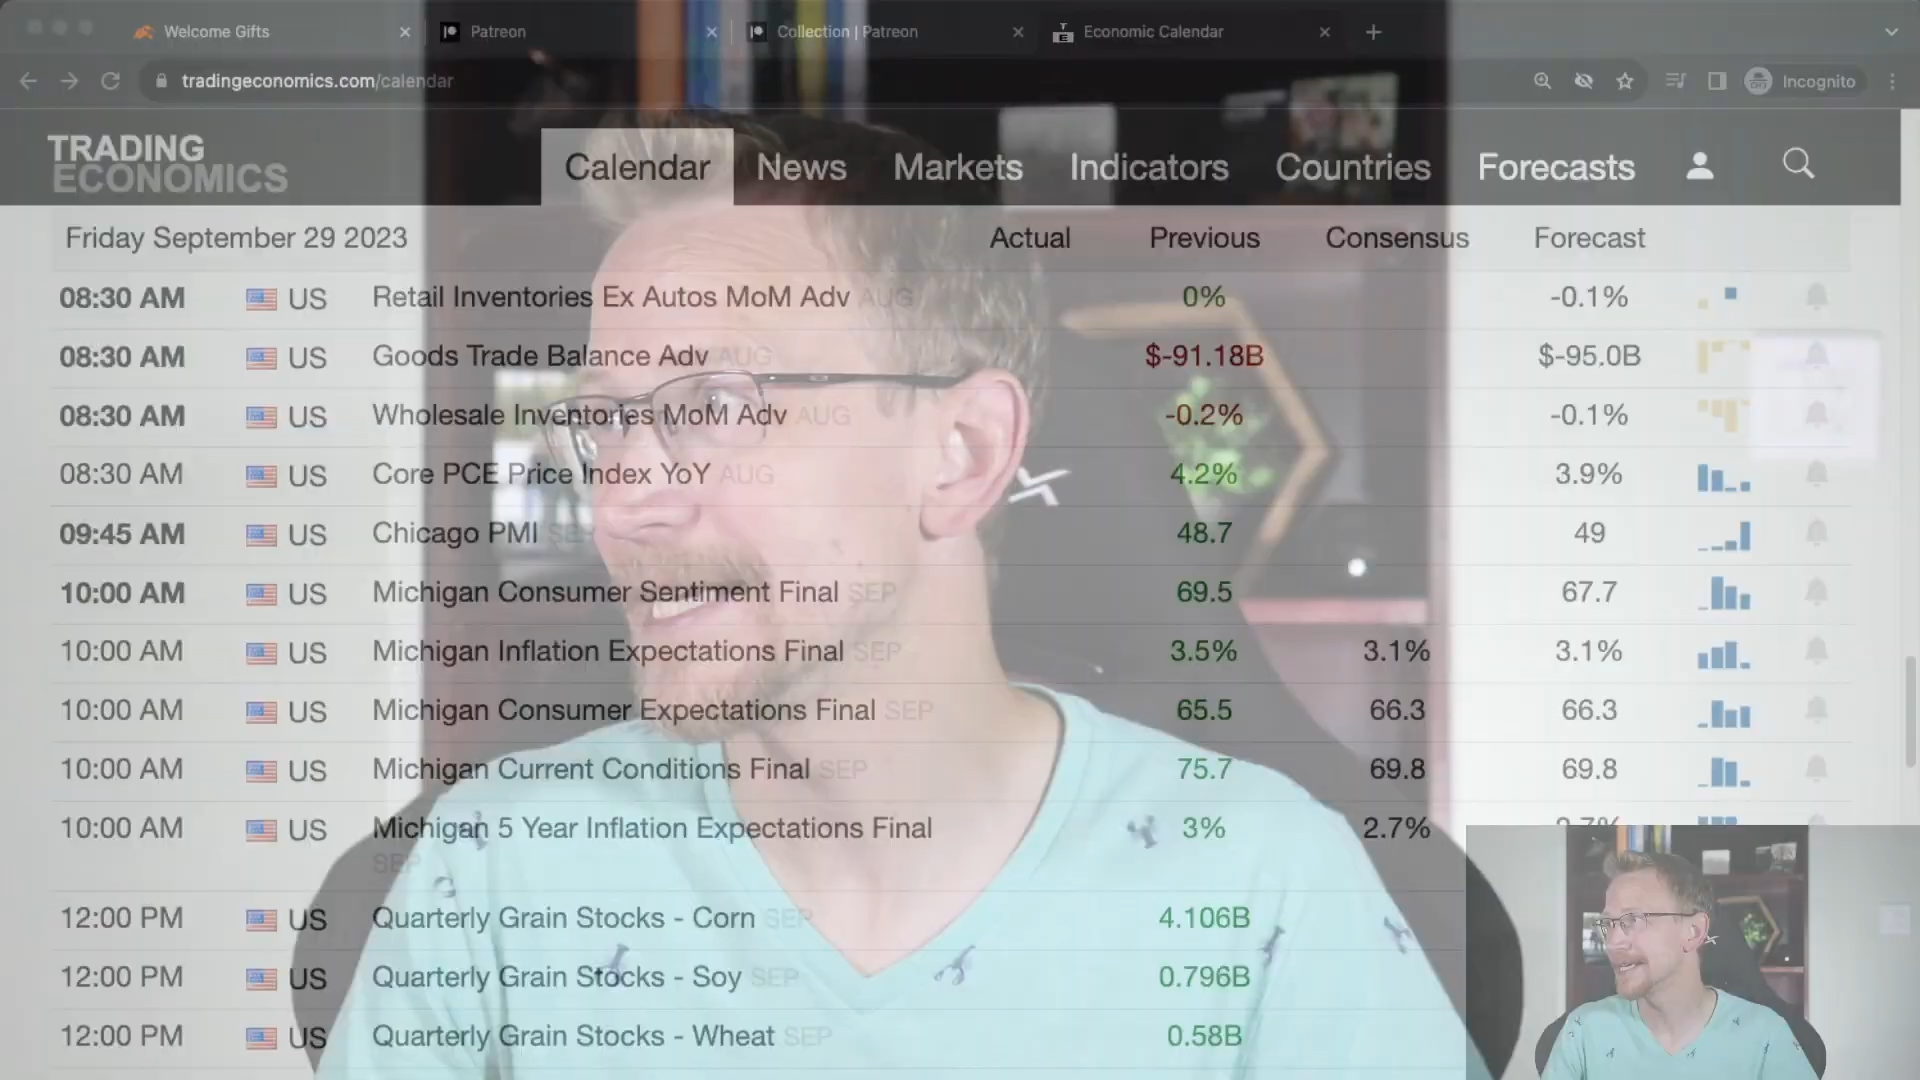 Welcome Gifts
Patreon
Collection | Patreon
Economic Calendar
tradingeconomics.com/calendar
Incognito
TRADING
ECONOMICS
Calendar News Markets Indicators Countries Forecasts
Friday September 29 2023 Actual Previous Consensus Forecast
08:30 AM US Retail Inventories Ex Autos MoM Adv AUG 0% -0.1%
08:30 AM US Goods Trade Balance Adv AUG $-91.18B $-95.0B
08:30 AM US Wholesale Inventories MoM Adv AUG -0.2% -0.1%
08:30 AM US Core PCE Price Index YoY AUG 4.2% 3.9%
09:45 AM US Chicago PMI SEP 48.7 49
10:00 AM US Michigan Consumer Sentiment Final SEP 69.5 67.7
10:00 AM US Michigan Inflation Expectations Final SEP 3.5% 3.1% 3.1%
10:00 AM US Michigan Consumer Expectations Final SEP 65.5 66.3 66.3
10:00 AM US Michigan Current Conditions Final SEP 75.7 69.8 69.8
10:00 AM US Michigan 5 Year Inflation Expectations Final 3% 2.7%
SEP
12:00 PM US Quarterly Grain Stocks - Corn SEP 4.106B
12:00 PM US Quarterly Grain Stocks - Soy SEP 0.796B
12:00 PM US Quarterly Grain Stocks - Wheat SEP 0.58B